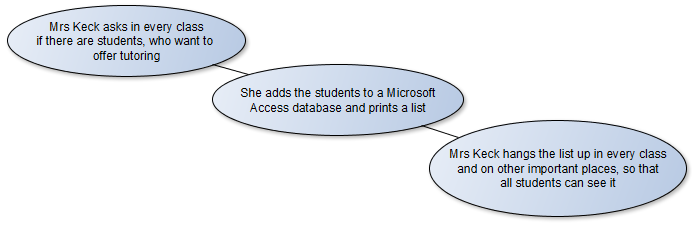 Mrs Keck asks in every class
if there are students, who want to
offer tutoring
She adds the students to a Microsoft
Access database and prints a list
Mrs Keck hangs the list up in every class
and on other important places, so that
all students can see it